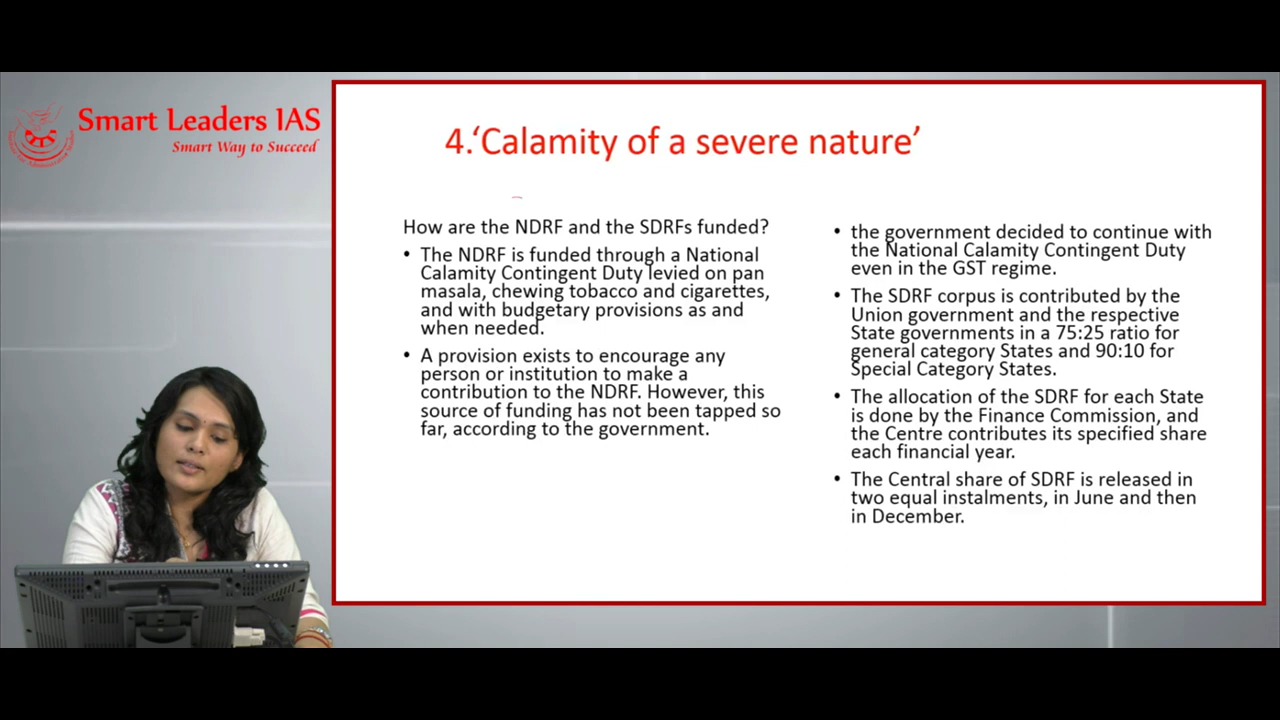 Smart Leaders IAS
Smart Way to Succeed
4.‘Calamity of a severe nature’
How are the NDRF and the SDRFs funded?
• The NDRF is funded through a National
Calamity Contingent Duty levied on pan
masala, chewing tobacco and cigarettes,
and with budgetary provisions as and
when needed.
• A provision exists to encourage any
person or institution to make a
contribution to the NDRF. However, this
source of funding has not been tapped so
far, according to the government.
• the government decided to continue with
the National Calamity Contingent Duty
even in the GST regime.
• The SDRF corpus is contributed by the
Union government and the respective
State governments in a 75:25 ratio for
general category States and 90:10 for
Special Category States.
• The allocation of the SDRF for each State
is done by the Finance Commission, and
the Centre contributes its specified share
each financial year.
• The Central share of SDRF is released in
two equal instalments, in June and then
in December.